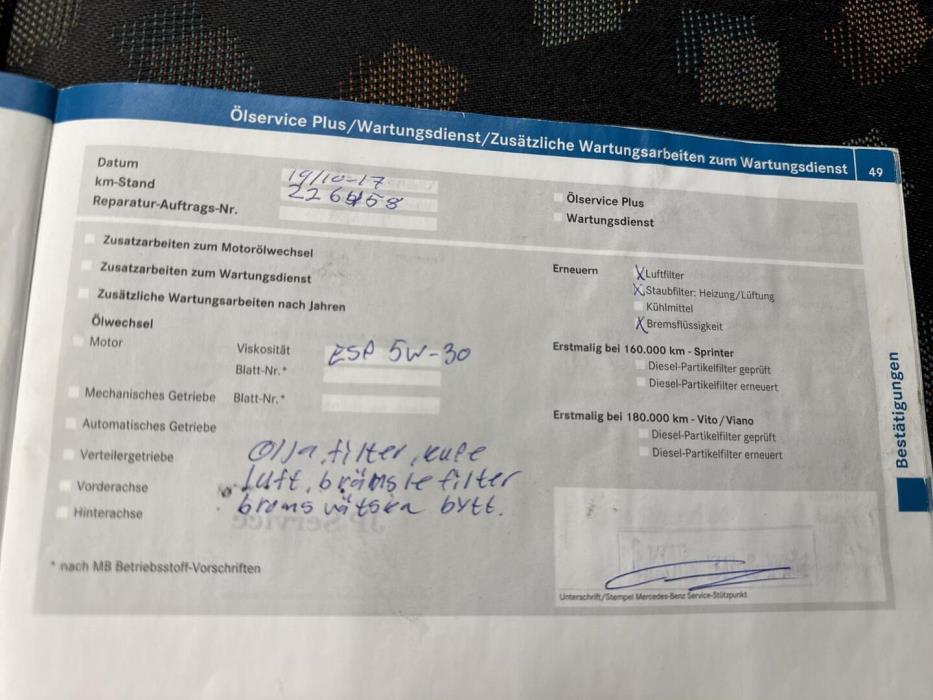 Ölservice Plus/Wartungsdienst/Zusätzliche Wartungsarbeiten zum Wartungsdienst 49
Datum 19/10-17
km-Stand
Reparatur-Auftrags-Nr.
Ölservice Plus
Wartungsdienst
Zusatzarbeiten zum Motorölwechsel
Zusatzarbeiten zum Wartungsdienst
Zusätzliche Wartungsarbeiten nach Jahren
Ölwechsel
Motor
Viskosität ESP 5W-30
Blatt-Nr.*
Mechanisches Getriebe Blatt-Nr.*
Automatisches Getriebe
Verteilergetriebe
Vorderachse
Hinterachse
Olja, filter, kupe
luft, bränsle filter
broms vätska bytt.
* nach MB Betriebsstoff-Vorschriften
Erneuern
X Luftfilter
X Staubfilter: Heizung/Lüftung
Kühlmittel
X Bremsflüssigkeit
Erstmalig bei 160.000 km - Sprinter
Diesel-Partikelfilter geprüft
Diesel-Partikelfilter erneuert
Erstmalig bei 180.000 km - Vito/Viano
Diesel-Partikelfilter geprüft
Diesel-Partikelfilter erneuert
Unterschrift/Stempel Mercedes-Benz Service-Stützpunkt
Bestätigungen